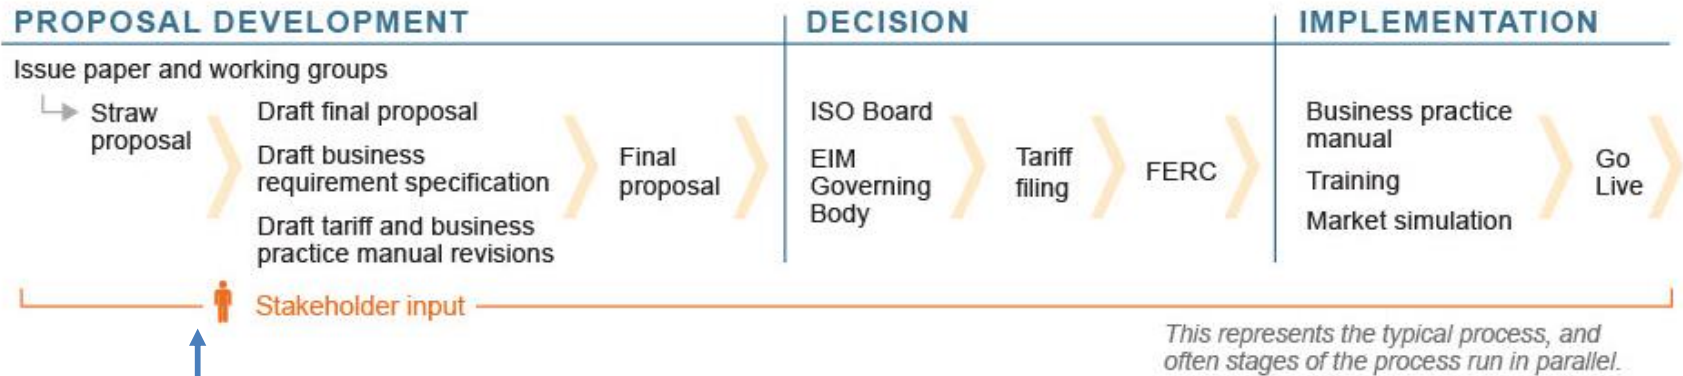 PROPOSAL DEVELOPMENT
DECISION
IMPLEMENTATION
Issue paper and working groups
Straw
proposal
Draft final proposal
Draft business
requirement specification
Draft tariff and business
practice manual revisions
Final
proposal
ISO Board
EIM
Governing
Body
Tariff
filing
FERC
Business practice
manual
Training
Market simulation
Go
Live
Stakeholder input
This represents the typical process, and
often stages of the process run in parallel.